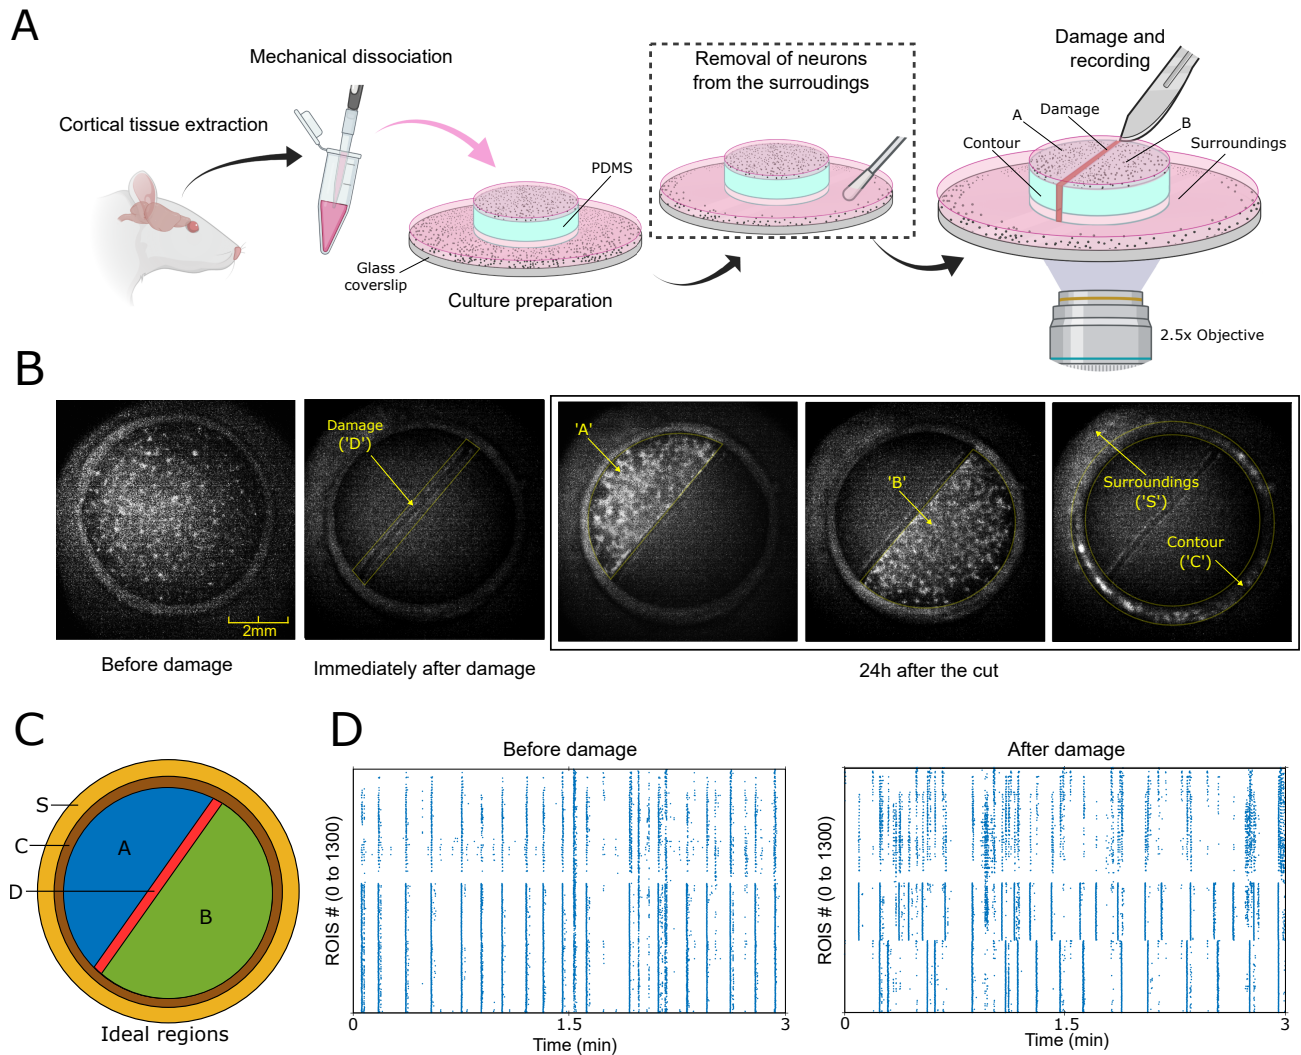 A
Mechanical dissociation
Cortical tissue extraction
PDMS
Glass
coverslip
Culture preparation
Removal of neurons
from the surroudings
Damage and
recording
A
Damage
B
Contour
Surroundings
2.5x Objective
B
Damage
('D')
'A'
'B'
Surroundings
('S')
Contour
('C')
2mm
Before damage
Immediately after damage
24h after the cut
C
S
C
D
A
B
Ideal regions
D
Before damage
After damage
ROIS # (0 to 1300)
0
1.5
3
Time (min)
ROIS # (0 to 1300)
0
1.5
3
Time (min)